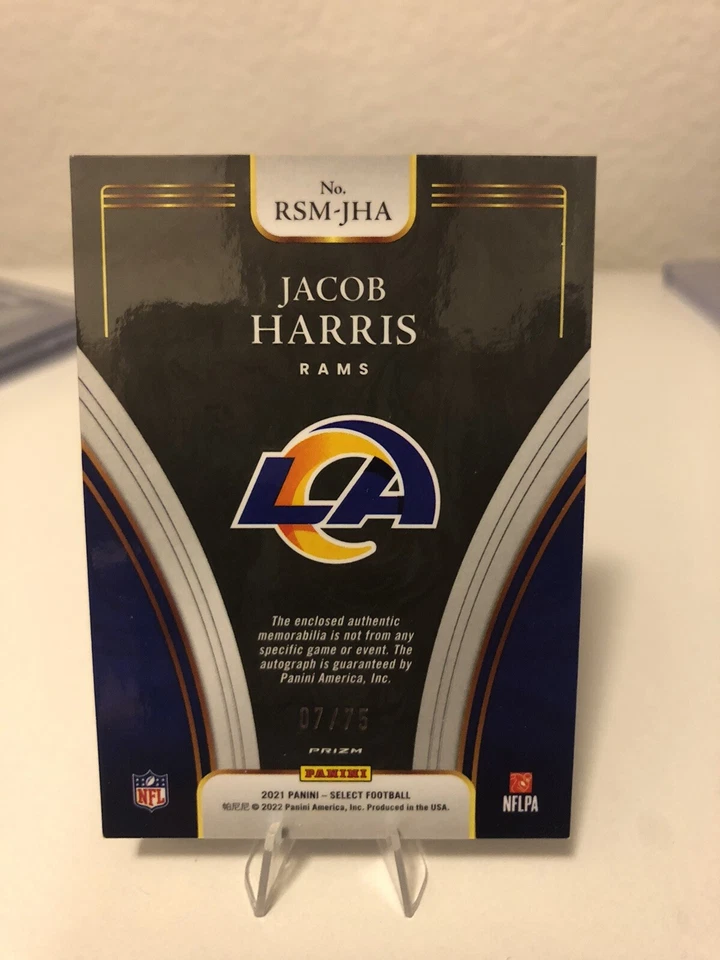 No.
RSM-JHA
JACOB
HARRIS
RAMS
LA
The enclosed authentic
memorabilia is not from any
specific game or event. The
autograph is guaranteed by
Panini America, Inc.
07/75
PRIZM
PANINI
2021 PANINI – SELECT FOOTBALL
帕尼尼 © 2022 Panini America, Inc. Produced in the USA.
NFL
NFLPA